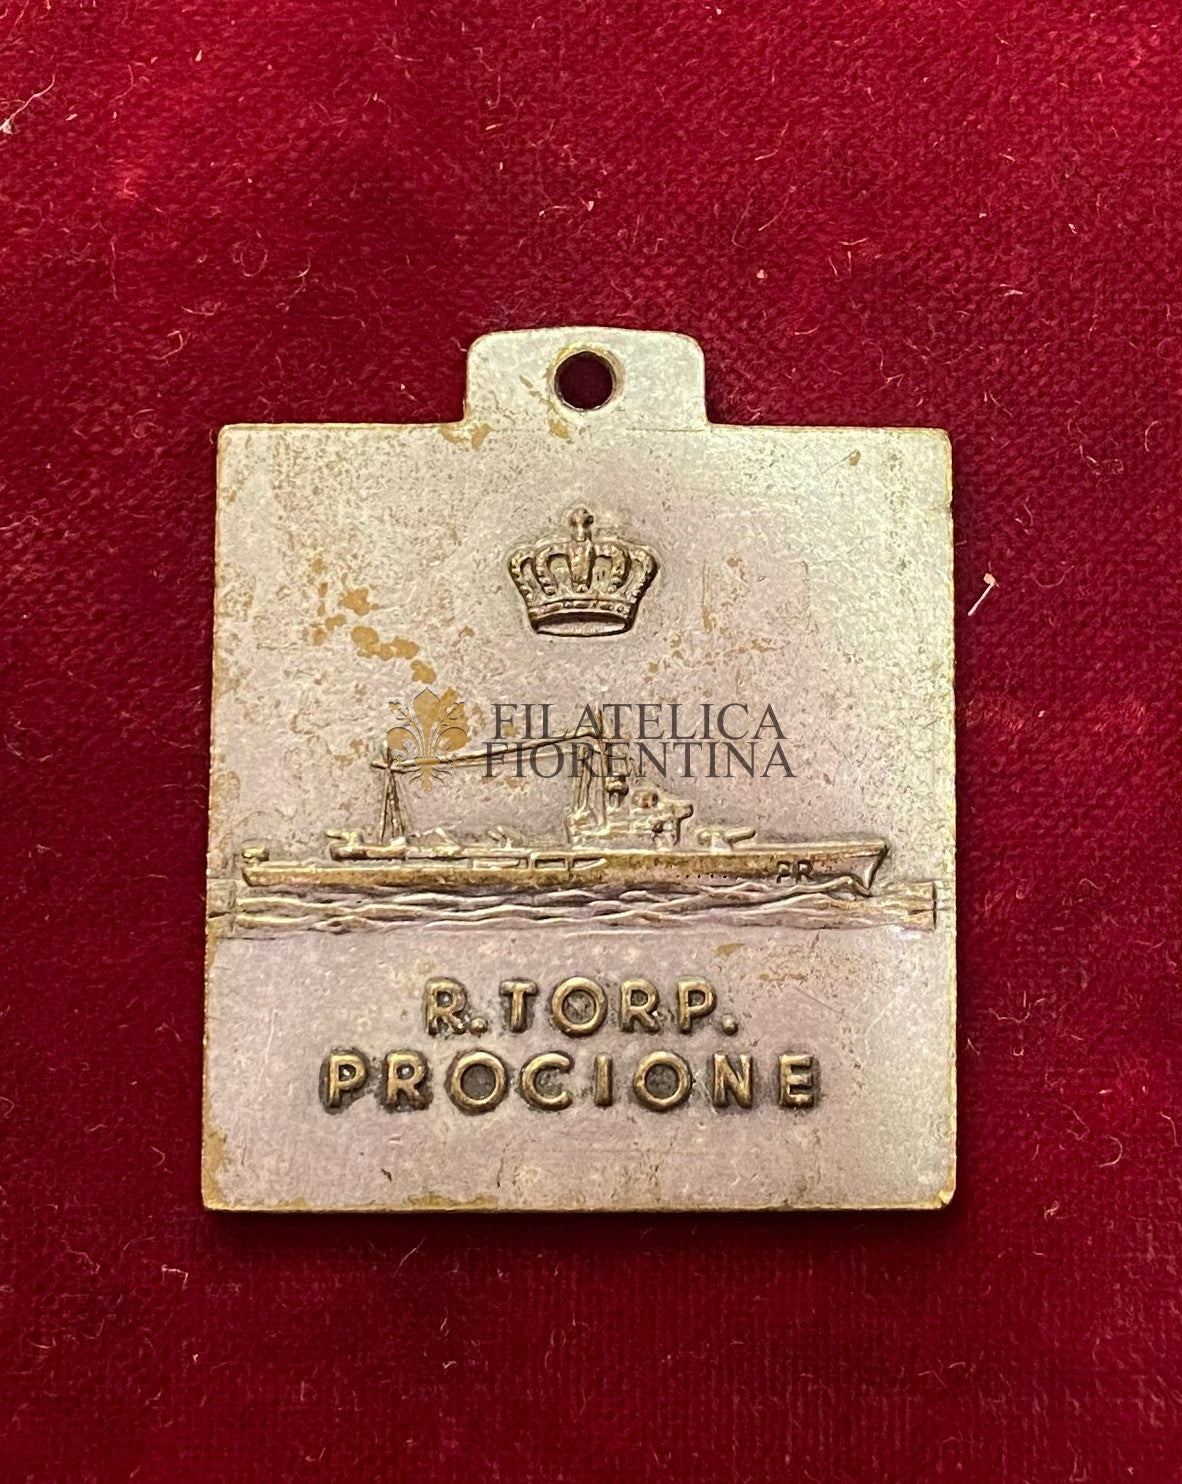 FILATELICA
FIORENTINA
PR
R. TORP.
PROCIONE